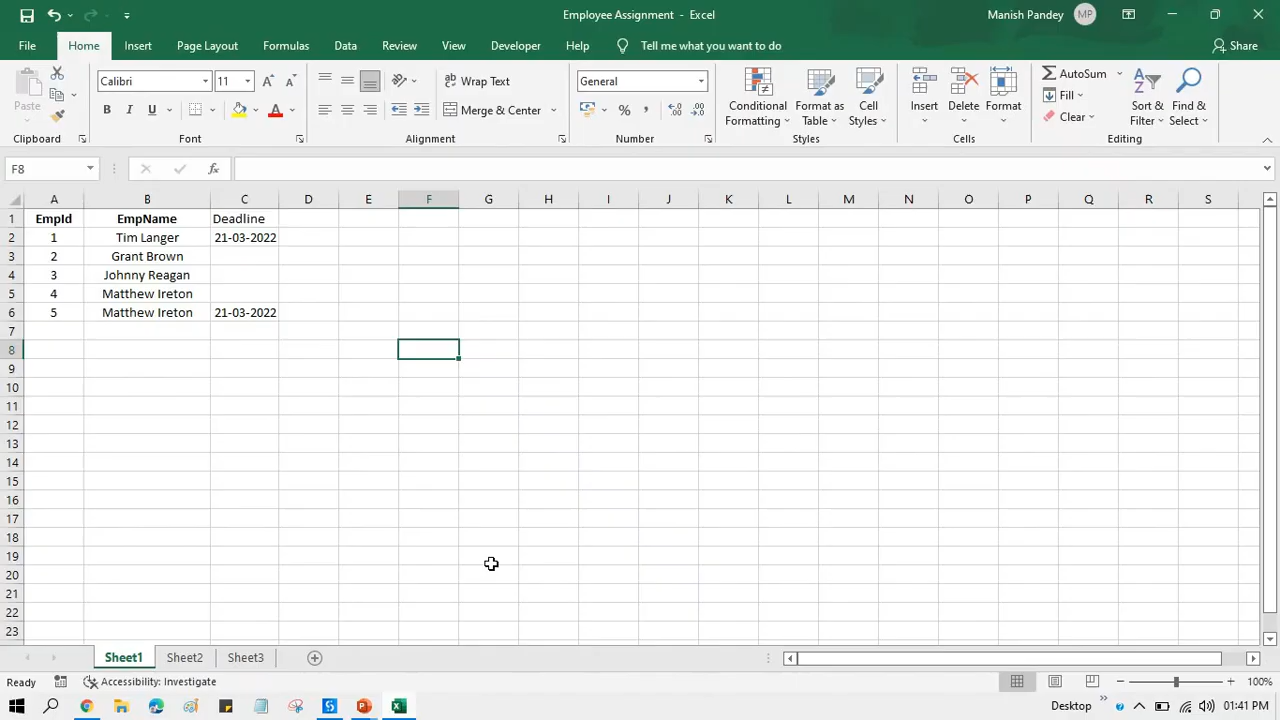 Employee Assignment - Excel
Manish Pandey MP
File Home Insert Page Layout Formulas Data Review View Developer Help Tell me what you want to do Share
Calibri 11 Wrap Text General AutoSum
Fill
Paste B I U Merge & Center % , Conditional Formatting Format as Table Cell Styles Insert Delete Format Clear Sort & Filter Find & Select
Clipboard Font Alignment Number Styles Cells Editing
F8 fx
A B C D E F G H I J K L M N O P Q R S
1 EmpId EmpName Deadline
2 1 Tim Langer 21-03-2022
3 2 Grant Brown
4 3 Johnny Reagan
5 4 Matthew Ireton
6 5 Matthew Ireton 21-03-2022
7
8
9
10
11
12
13
14
15
16
17
18
19
20
21
22
23
Sheet1 Sheet2 Sheet3
Ready Accessibility: Investigate 100%
Desktop 01:41 PM